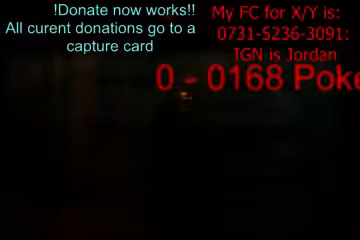 !Donate now works!!
All curent donations go to a
capture card
My FC for X/Y is:
0731-5236-3091:
IGN is Jordan
0 - 0168 Poke